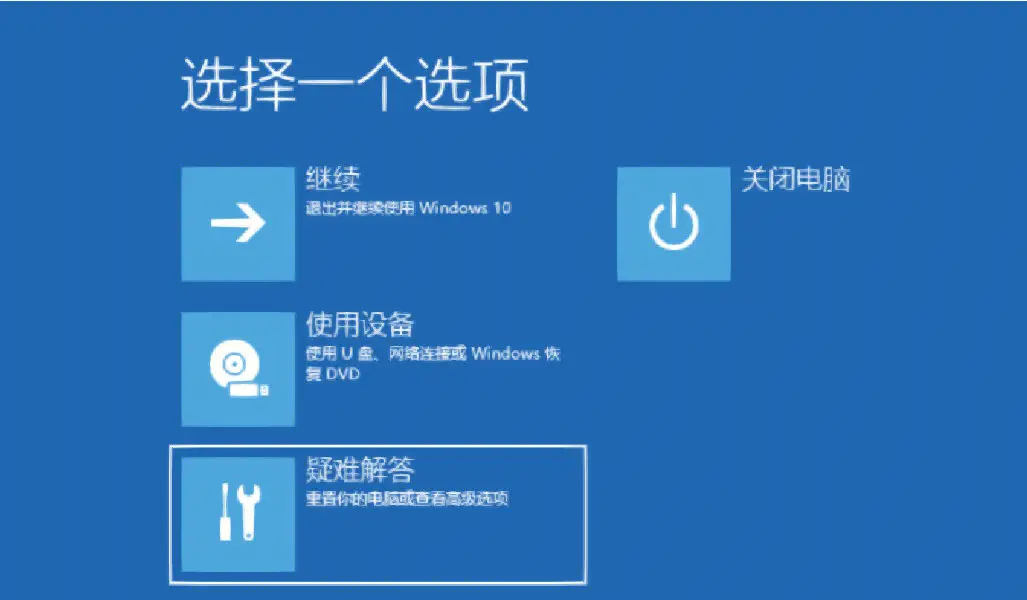 选择一个选项
继续
退出并继续使用 Windows 10
关闭电脑
使用设备
使用 U 盘、网络连接或 Windows 恢
复 DVD
疑难解答
重置你的电脑或查看高级选项